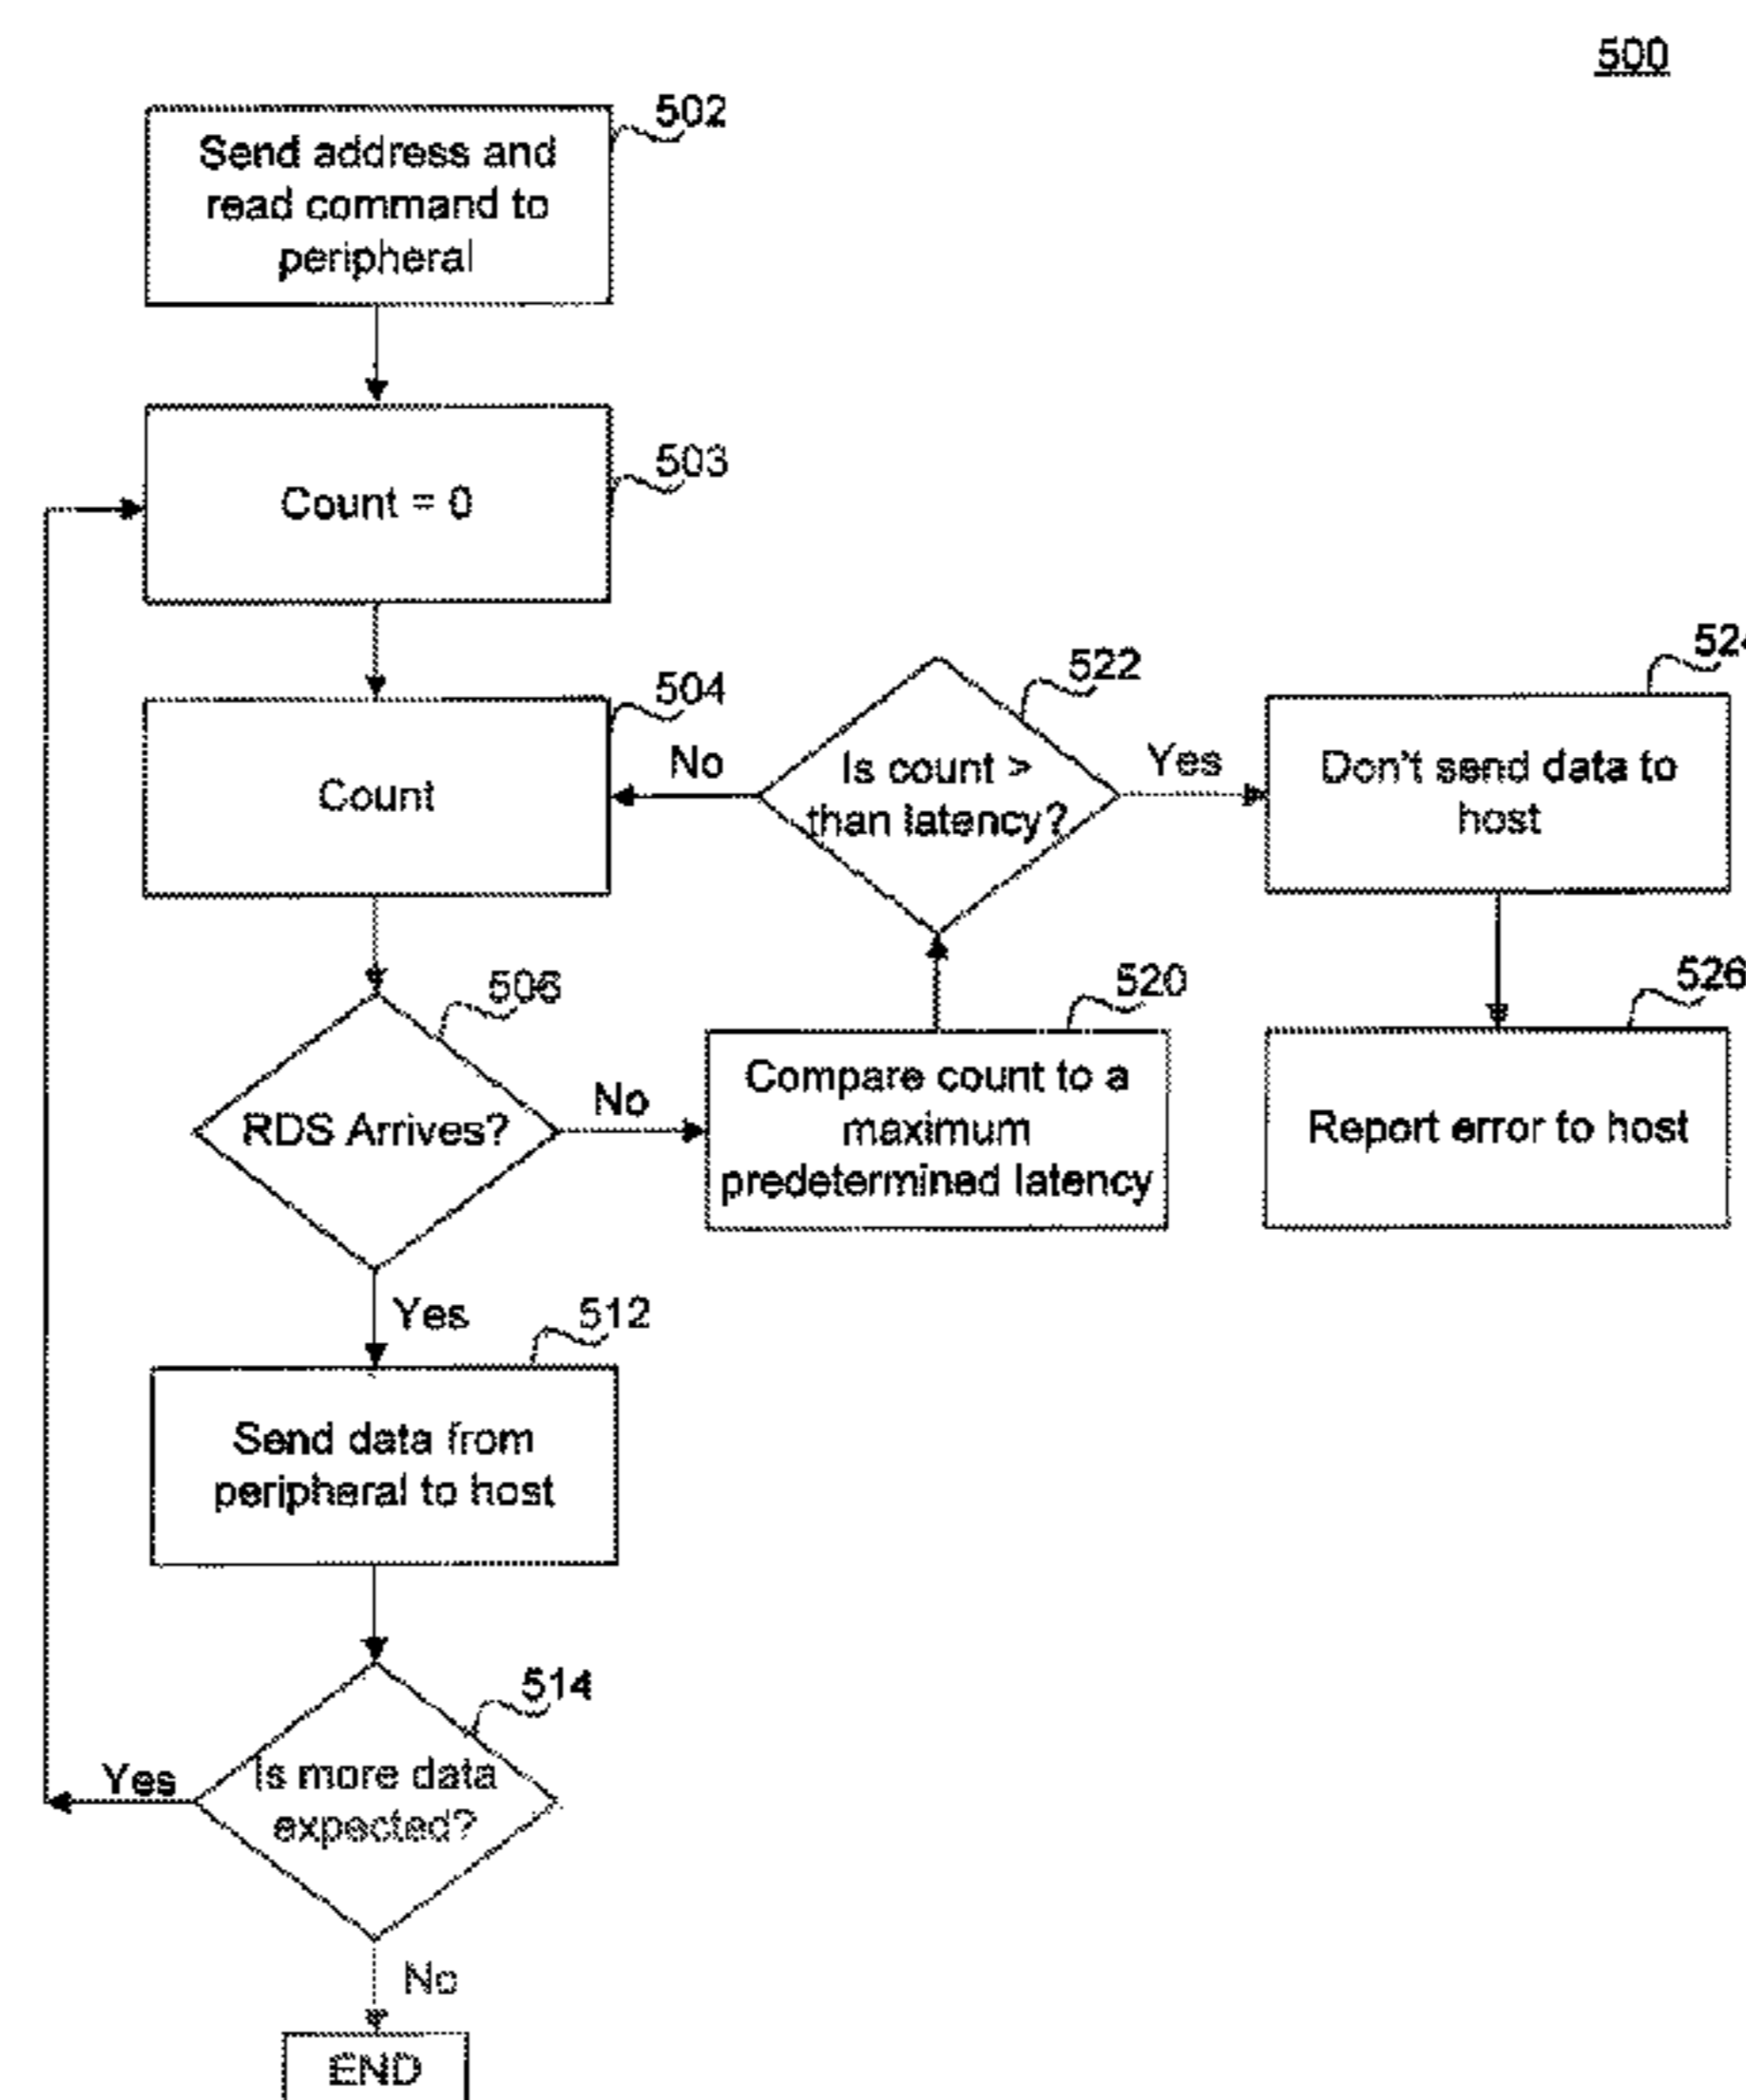 500
502
Send address and
read command to
peripheral
503
Count = 0
504
Count
522
Is count >
than latency?
No
Yes
524
Don't send data to
host
506
RDS Arrives?
No
520
Compare count to a
maximum
predetermined latency
526
Report error to host
Yes
512
Send data from
peripheral to host
514
Is more data
expected?
Yes
No
END